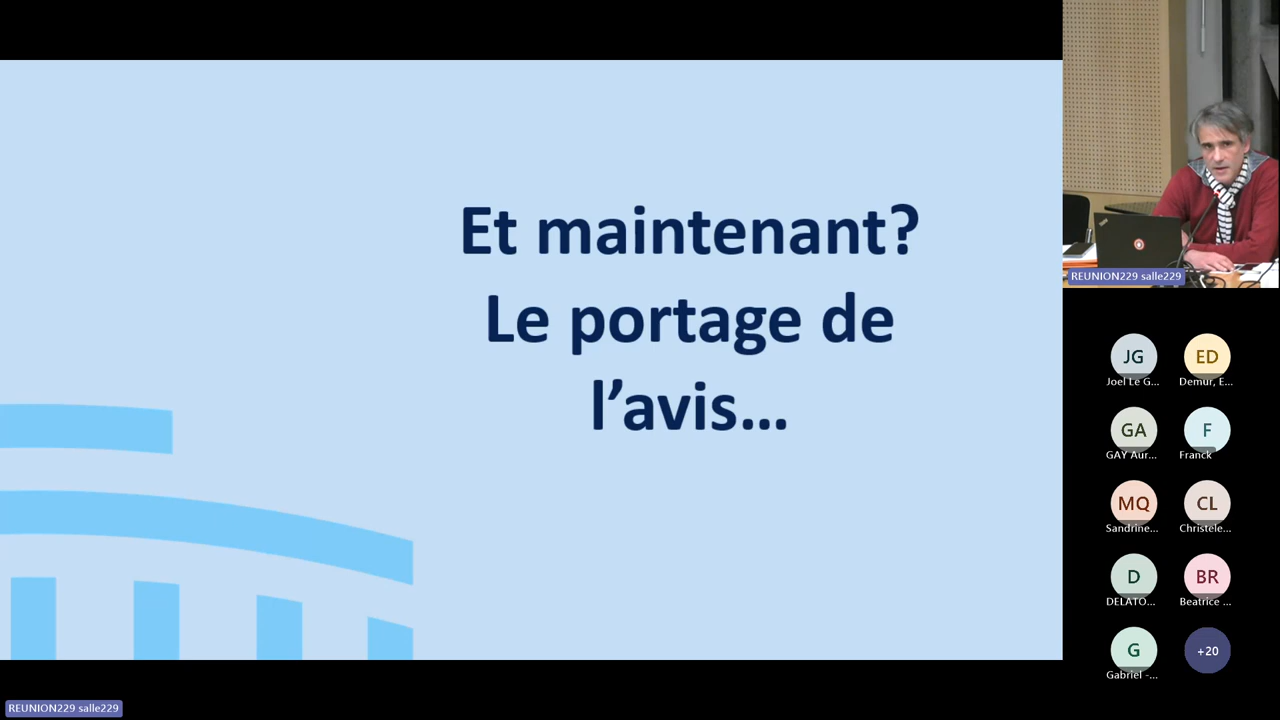 Et maintenant?
Le portage de
l’avis...
REUNION229 salle229
JG
Joel Le G...
ED
Demur, E...
GA
GAY Aur...
F
Franck
MQ
Sandrine...
CL
Christele...
D
DELATO...
BR
Beatrice ...
G
Gabriel -...
+20
REUNION229 salle229